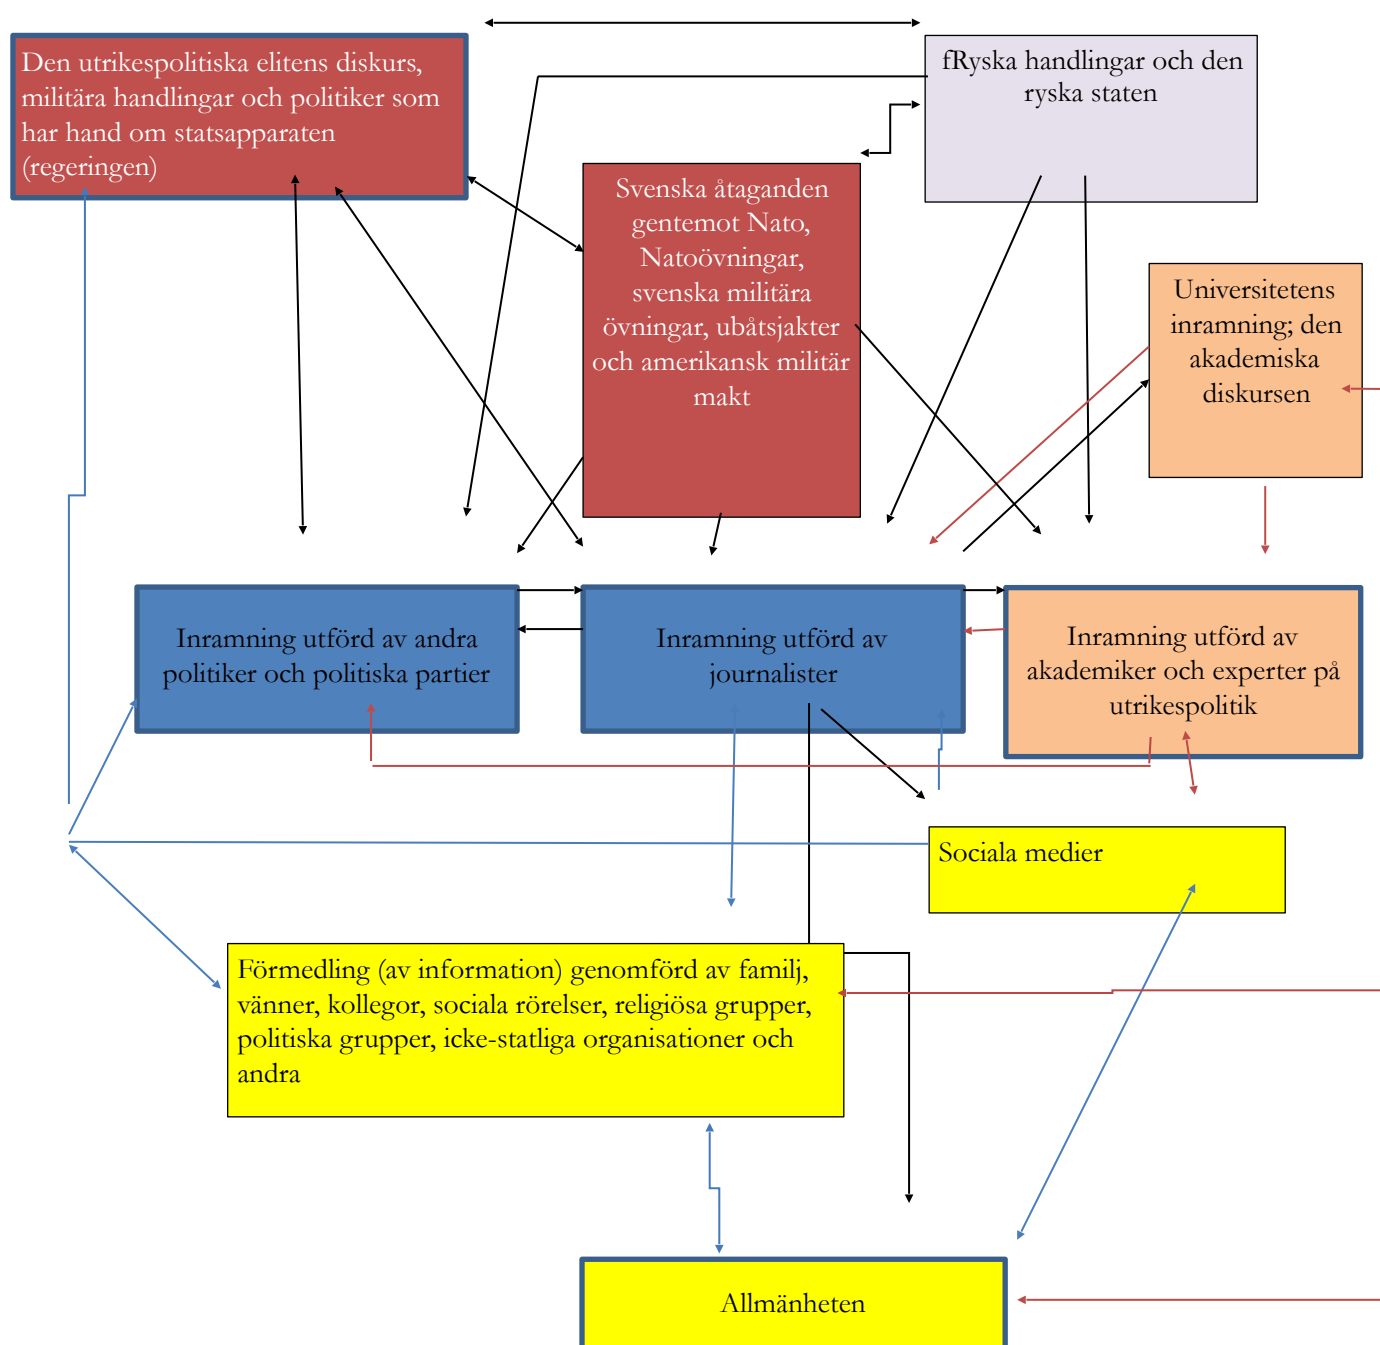 Den utrikespolitiska elitens diskurs,
militära handlingar och politiker som
har hand om statsapparaten
(regeringen)
fRyska handlingar och den
ryska staten
Svenska åtaganden
gentemot Nato,
Natoövningar,
svenska militära
övningar, ubåtsjakter
och amerikansk militär
makt
Universitetens
inramning; den
akademiska
diskursen
Inramning utförd av andra
politiker och politiska partier
Inramning utförd av
journalister
Inramning utförd av
akademiker och experter på
utrikespolitik
Sociala medier
Förmedling (av information) genomförd av familj,
vänner, kollegor, sociala rörelser, religiösa grupper,
politiska grupper, icke-statliga organisationer och
andra
Allmänheten